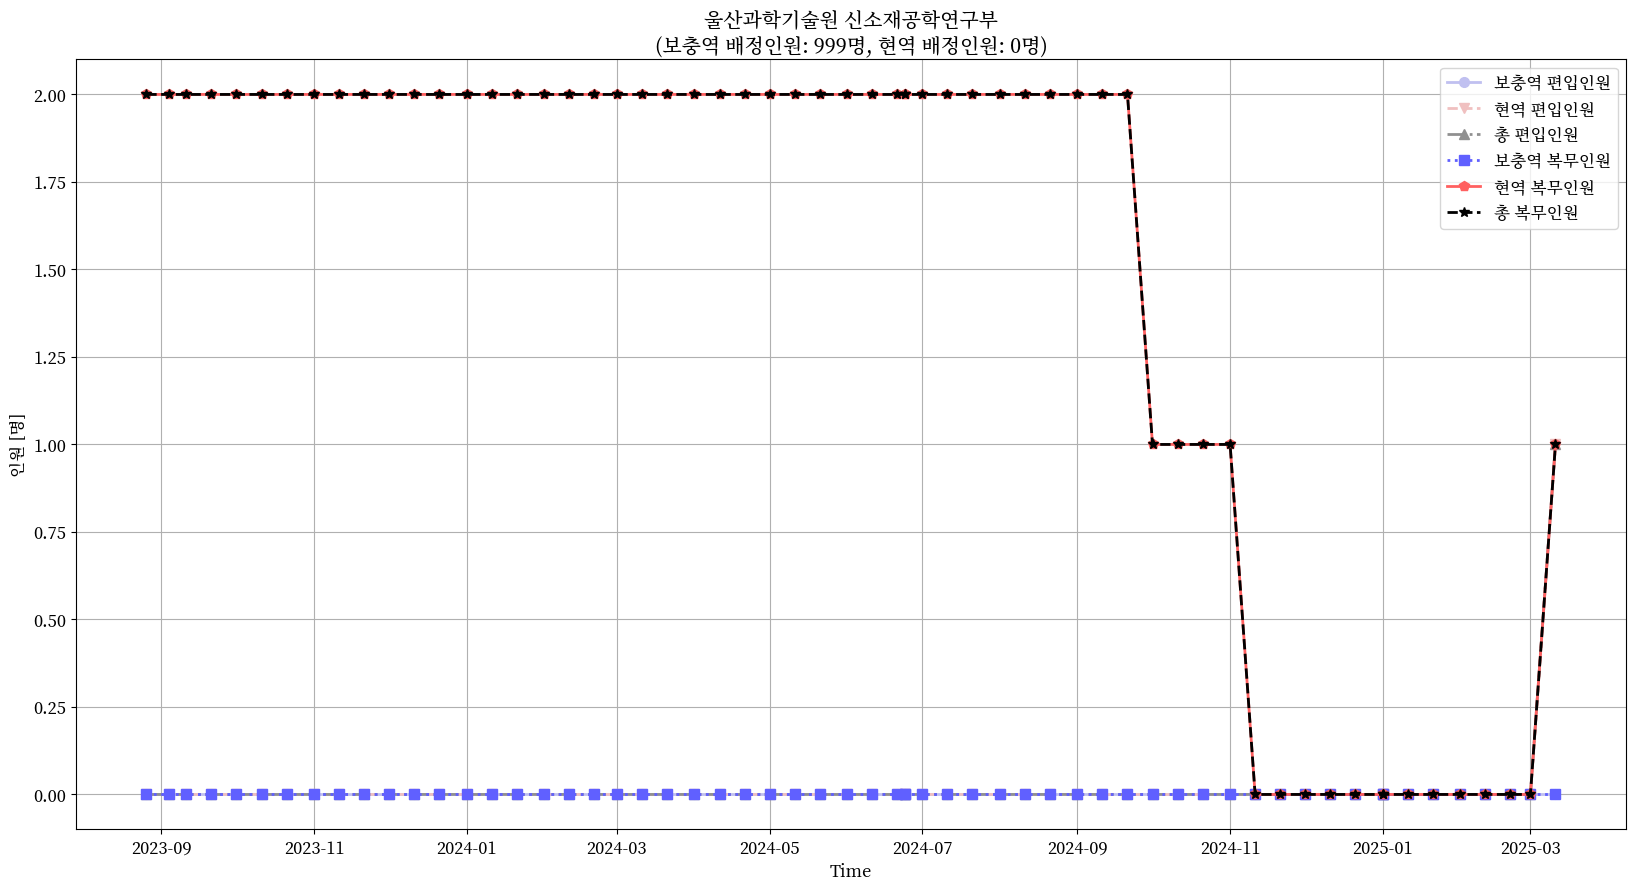 울산과학기술원 신소재공학연구부
(보충역 배정인원: 999명, 현역 배정인원: 0명)
보충역 편입인원
현역 편입인원
총 편입인원
보충역 복무인원
현역 복무인원
총 복무인원
인원 [명]
2.00
1.75
1.50
1.25
1.00
0.75
0.50
0.25
0.00
2023-09 2023-11 2024-01 2024-03 2024-05 2024-07 2024-09 2024-11 2025-01 2025-03
Time